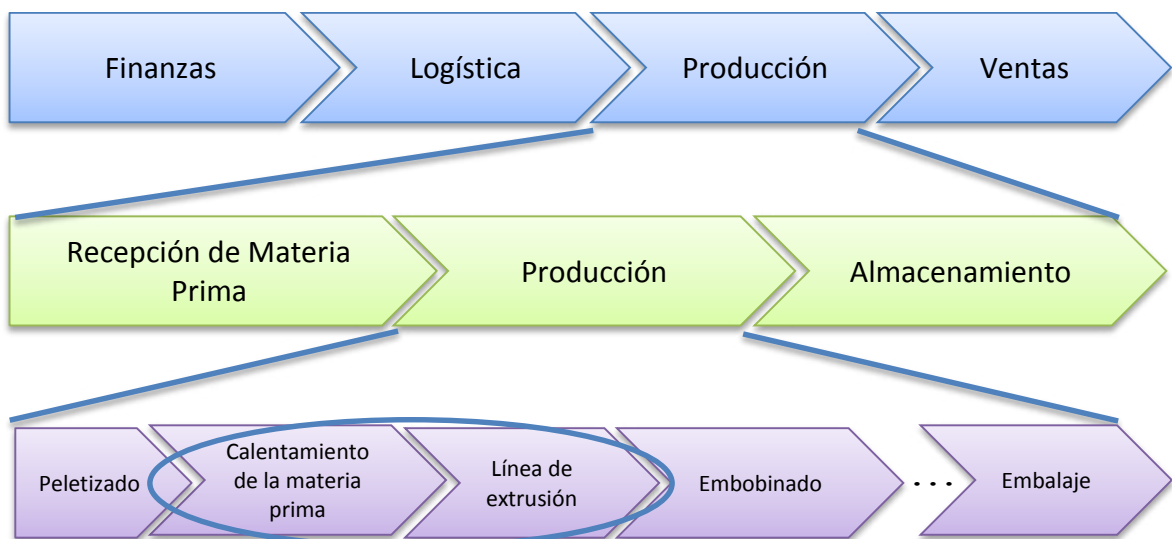 Finanzas
Logística
Producción
Ventas
Recepción de Materia
Prima
Producción
Almacenamiento
Peletizado
Calentamiento
de la materia
prima
Línea de
extrusión
Embobinado
...
Embalaje